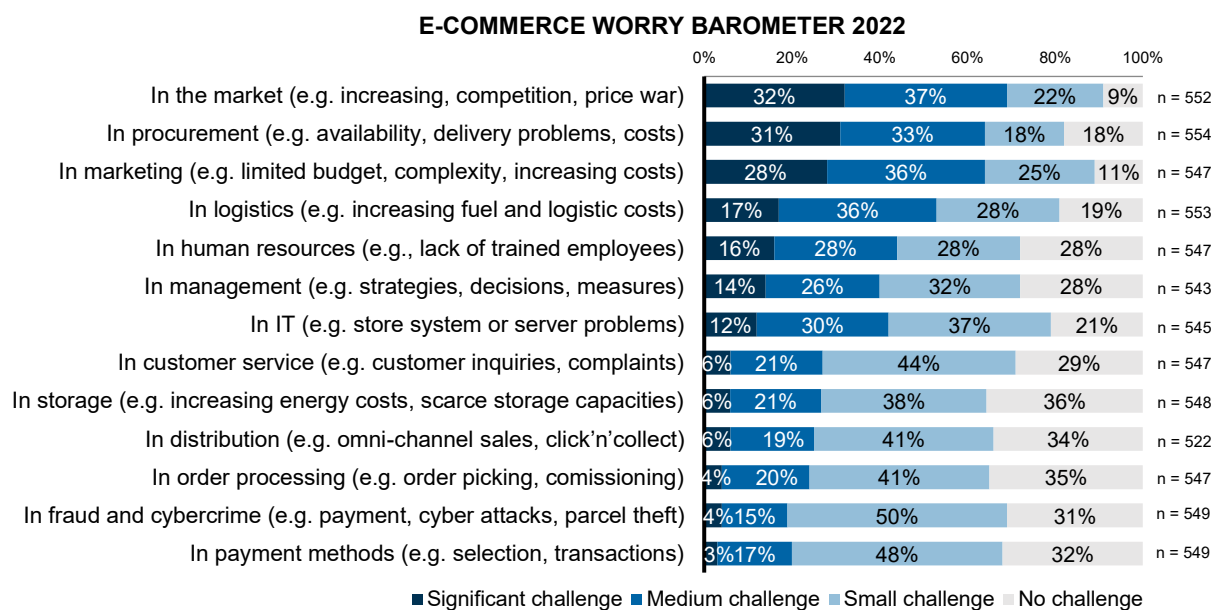 E-COMMERCE WORRY BAROMETER 2022
0% 20% 40% 60% 80% 100%
In the market (e.g. increasing, competition, price war) 32% 37% 22% 9% n = 552
In procurement (e.g. availability, delivery problems, costs) 31% 33% 18% 18% n = 554
In marketing (e.g. limited budget, complexity, increasing costs) 28% 36% 25% 11% n = 547
In logistics (e.g. increasing fuel and logistic costs) 17% 36% 28% 19% n = 553
In human resources (e.g., lack of trained employees) 16% 28% 28% 28% n = 547
In management (e.g. strategies, decisions, measures) 14% 26% 32% 28% n = 543
In IT (e.g. store system or server problems) 12% 30% 37% 21% n = 545
In customer service (e.g. customer inquiries, complaints) 6% 21% 44% 29% n = 547
In storage (e.g. increasing energy costs, scarce storage capacities) 6% 21% 38% 36% n = 548
In distribution (e.g. omni-channel sales, click'n'collect) 6% 19% 41% 34% n = 522
In order processing (e.g. order picking, comissioning) 4% 20% 41% 35% n = 547
In fraud and cybercrime (e.g. payment, cyber attacks, parcel theft) 4% 15% 50% 31% n = 549
In payment methods (e.g. selection, transactions) 3% 17% 48% 32% n = 549
Significant challenge Medium challenge Small challenge No challenge